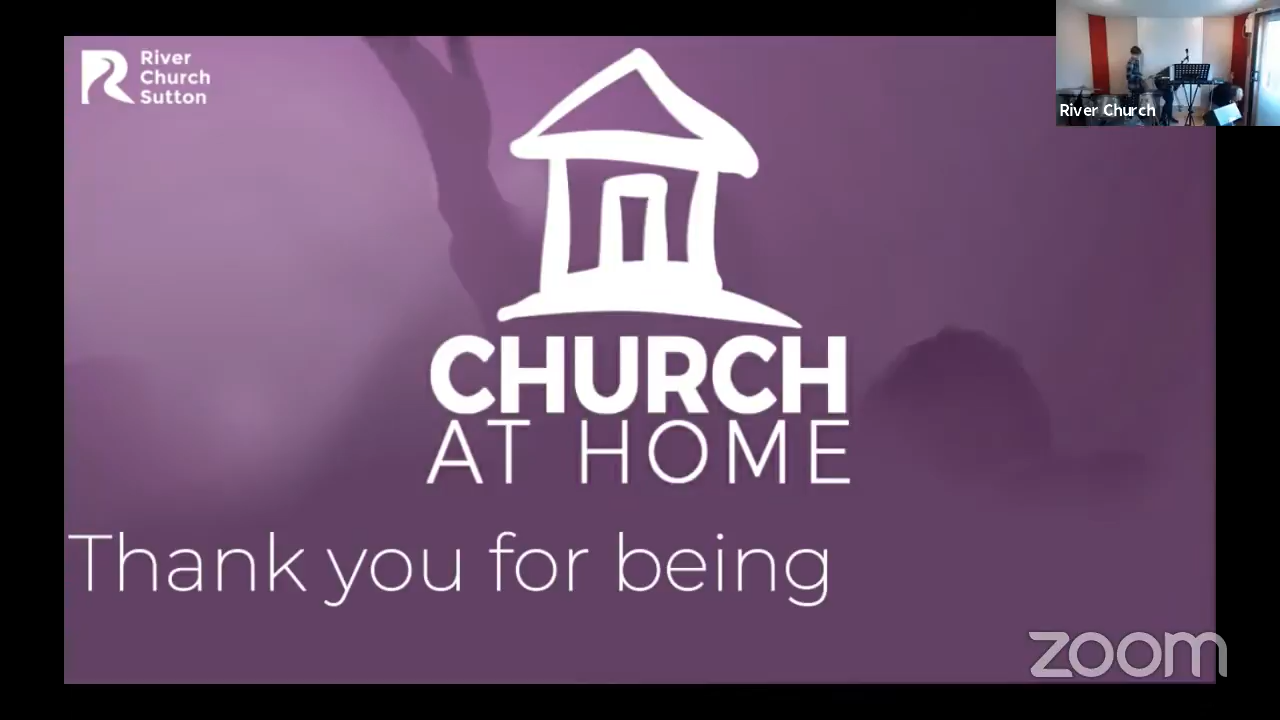 River
Church
Sutton
River Church
CHURCH
AT HOME
Thank you for being
zoom